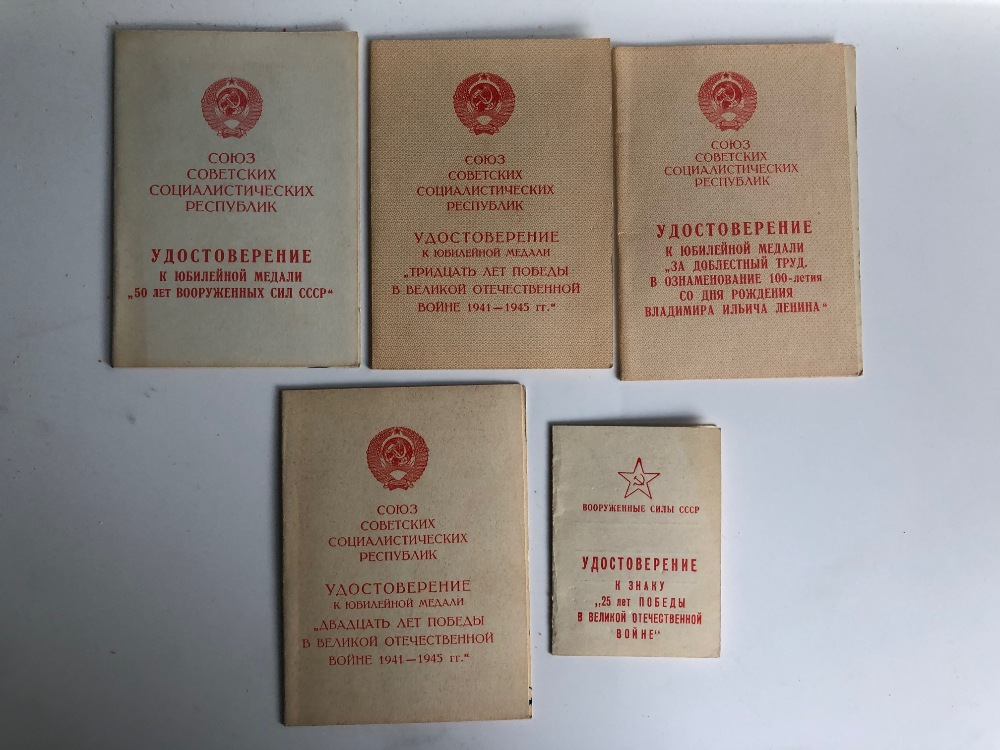 СОЮЗ
СОВЕТСКИХ
СОЦИАЛИСТИЧЕСКИХ
РЕСПУБЛИК
УДОСТОВЕРЕНИЕ
К ЮБИЛЕЙНОЙ МЕДАЛИ
„50 ЛЕТ ВООРУЖЕННЫХ СИЛ СССР“
СОЮЗ
СОВЕТСКИХ
СОЦИАЛИСТИЧЕСКИХ
РЕСПУБЛИК
УДОСТОВЕРЕНИЕ
К ЮБИЛЕЙНОЙ МЕДАЛИ
„ТРИДЦАТЬ ЛЕТ ПОБЕДЫ
В ВЕЛИКОЙ ОТЕЧЕСТВЕННОЙ
ВОЙНЕ 1941—1945 гг.“
СОЮЗ
СОВЕТСКИХ
СОЦИАЛИСТИЧЕСКИХ
РЕСПУБЛИК
УДОСТОВЕРЕНИЕ
К ЮБИЛЕЙНОЙ МЕДАЛИ
„ЗА ДОБЛЕСТНЫЙ ТРУД.
В ОЗНАМЕНОВАНИЕ 100-летия
СО ДНЯ РОЖДЕНИЯ
ВЛАДИМИРА ИЛЬИЧА ЛЕНИНА“
СОЮЗ
СОВЕТСКИХ
СОЦИАЛИСТИЧЕСКИХ
РЕСПУБЛИК
УДОСТОВЕРЕНИЕ
К ЮБИЛЕЙНОЙ МЕДАЛИ
„ДВАДЦАТЬ ЛЕТ ПОБЕДЫ
В ВЕЛИКОЙ ОТЕЧЕСТВЕННОЙ
ВОЙНЕ 1941—1945 гг.“
ВООРУЖЕННЫЕ СИЛЫ СССР
УДОСТОВЕРЕНИЕ
К ЗНАКУ
„25 лет ПОБЕДЫ
В ВЕЛИКОЙ ОТЕЧЕСТВЕННОЙ
ВОЙНЕ“